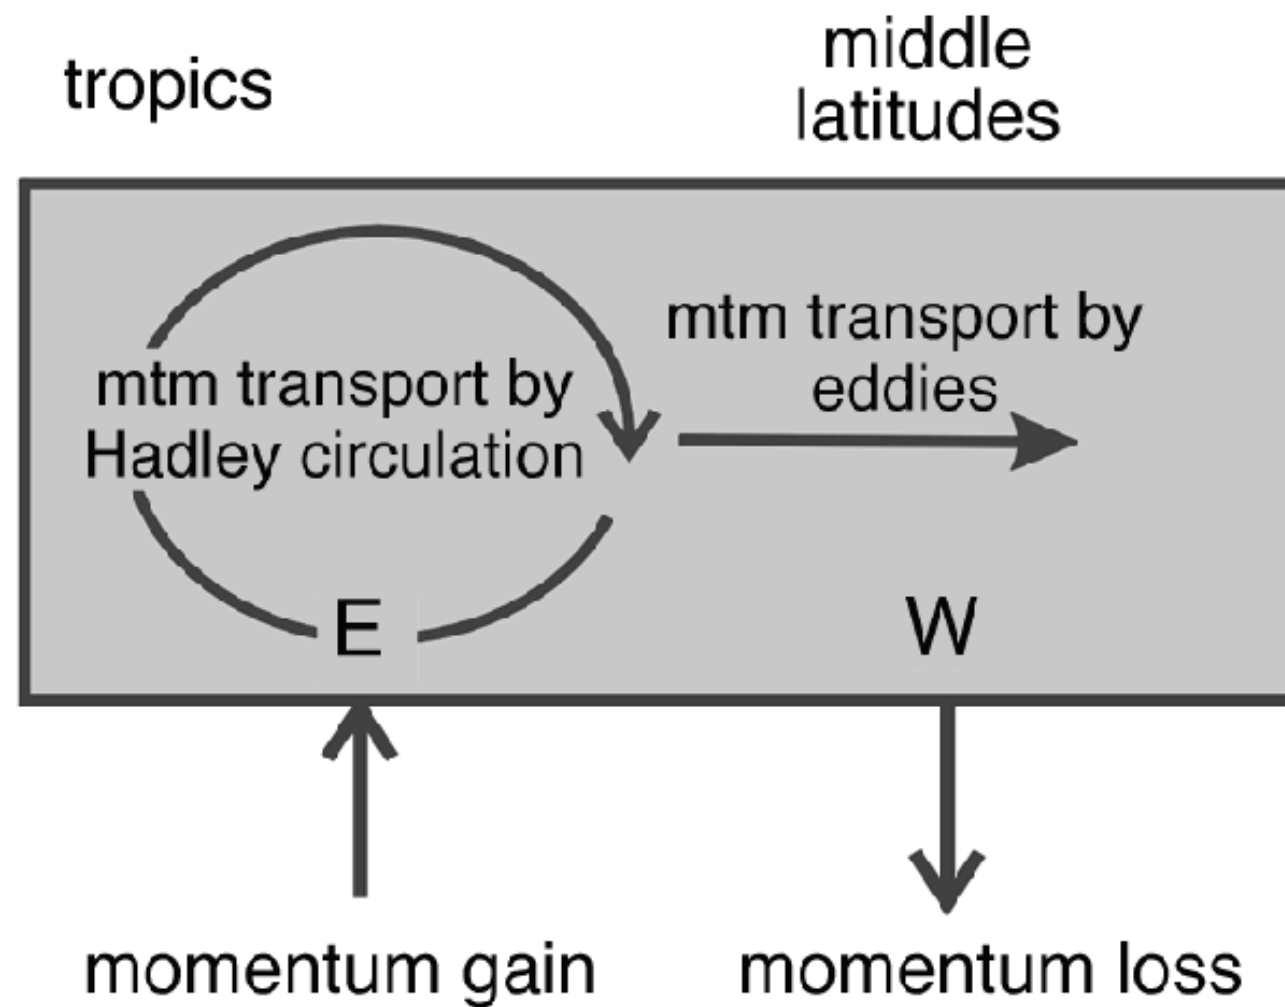 tropics
middle
latitudes
mtm transport by
Hadley circulation
mtm transport by
eddies
E
W
momentum gain
momentum loss